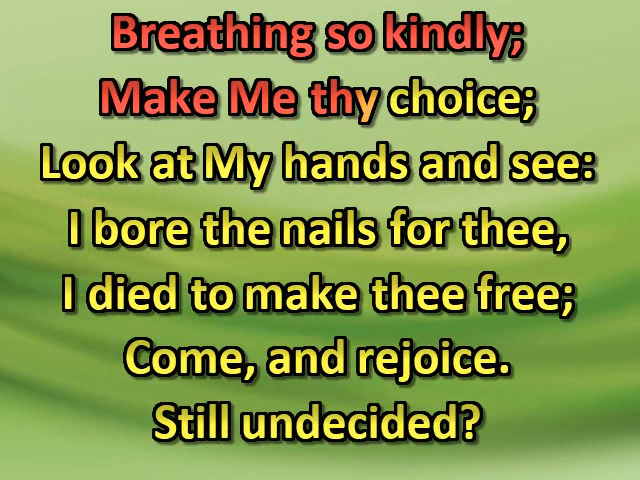 Breathing so kindly;
Make Me thy choice;
Look at My hands and see:
I bore the nails for thee,
I died to make thee free;
Come, and rejoice.
Still undecided?